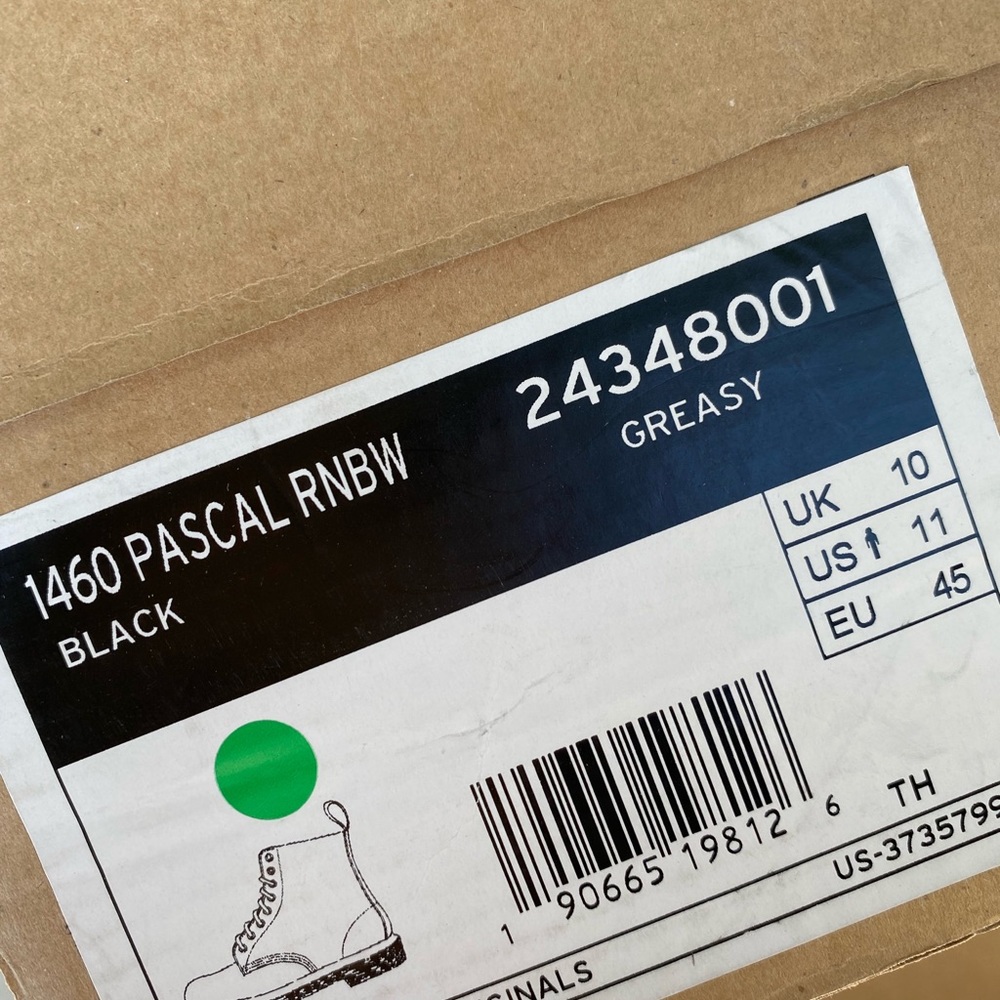 1460 PASCAL RNBW
BLACK
24348001
GREASY
UK 10
US 11
EU 45
1 90665 19812 6
TH
US-3735799